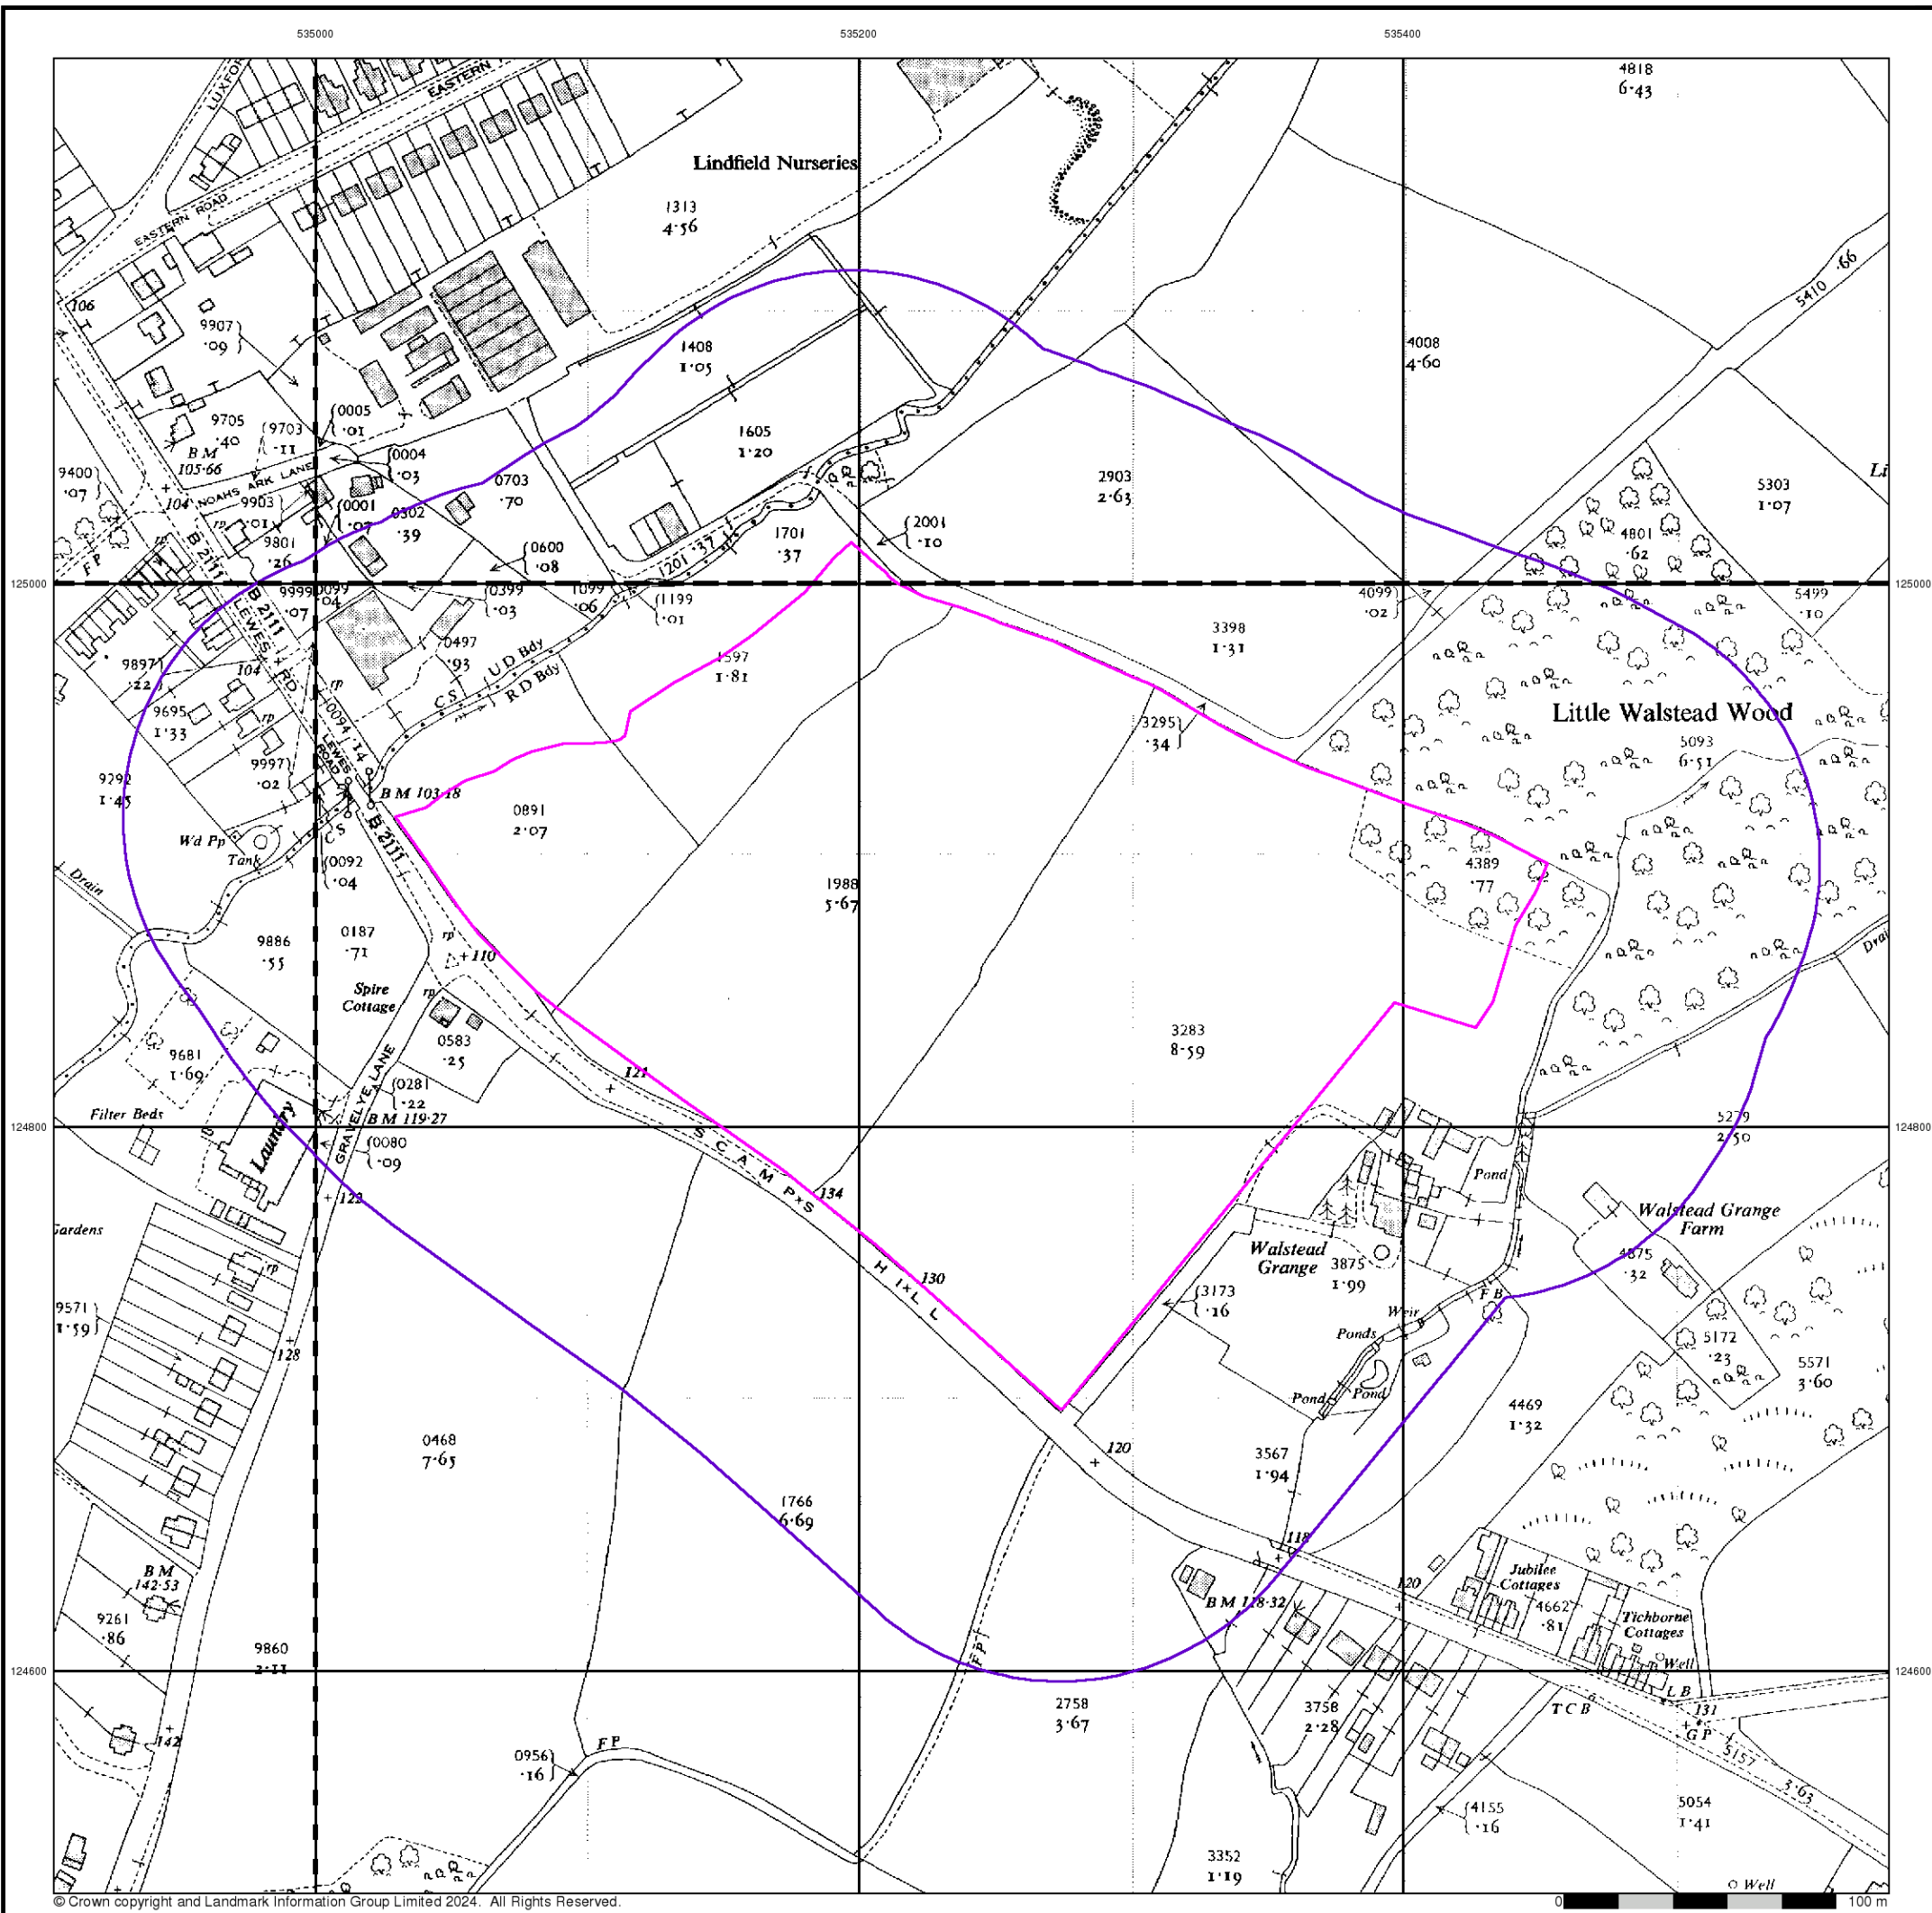 535000
535200
535400
4818
6·43
EASTERN
Lindfield Nurseries
EASTERN ROAD
1313
4·56
·66
5410
106
9907
·09
1408
1·05
4008
4·60
9705
·40
9703
·11
0005
·01
B M
105·66
0004
·03
1605
1·20
9400
·07
NOAHS ARK LANE
104
9903
·01
0001
·07
0302
·39
0703
·70
2903
2·63
5303
1·07
Li
rp
B 2111
9801
·26
2001
·10
4801
·62
F P
0600
·08
1201 ·37
1701
·37
125000
125000
9999
·07
0099
·04
0399
·03
1099
·06
1199
·01
4099
·02
5499
·10
B 2111
LEWES RD
0497
·93
U D Bdy
C S
R D Bdy
1597
1·81
3398
1·31
9897
·22
104
rp
9695
1·33
rp
0094 ·14
LEWES ROAD
3295
·34
Little Walstead Wood
5093
6·51
9997
·02
9292
1·45
B M 103·18
0891
2·07
B 2111
C S
Wd Pp
Tank
0092
·04
Drain
4389
·77
1988
5·67
9886
·55
0187
·71
rp
+110
Drai
Spire
Cottage
rp
9681
1·69
0583
·25
3283
8·59
121
GRAVELYE LANE
0281
·22
Filter Beds
Laundry
B M 119·27
0080
·09
124800
124800
5279
2·50
S C A M P S
H I L L
134
Pond
+ 122
Gardens
rp
Walstead Grange
Farm
4875
·32
Walstead
Grange
3875
1·99
130
3173
·16
9571
1·59
Weir
F B
Ponds
128
Pond
Pond
5172
·23
5571
3·60
4469
1·32
0468
7·65
120
3567
1·94
1766
6·69
118
B M
142·53
Jubilee
Cottages
120
B M 118·32
4662
·81
Tichborne
Cottages
9261
·86
9860
2·11
F P
Well
124600
124600
L B
T C B
131
G P
2758
3·67
3758
2·28
142
F P
0956
·16
5157
3·63
4155
·16
5054
1·41
3352
1·19
Well
© Crown copyright and Landmark Information Group Limited 2024. All Rights Reserved.
0
100 m